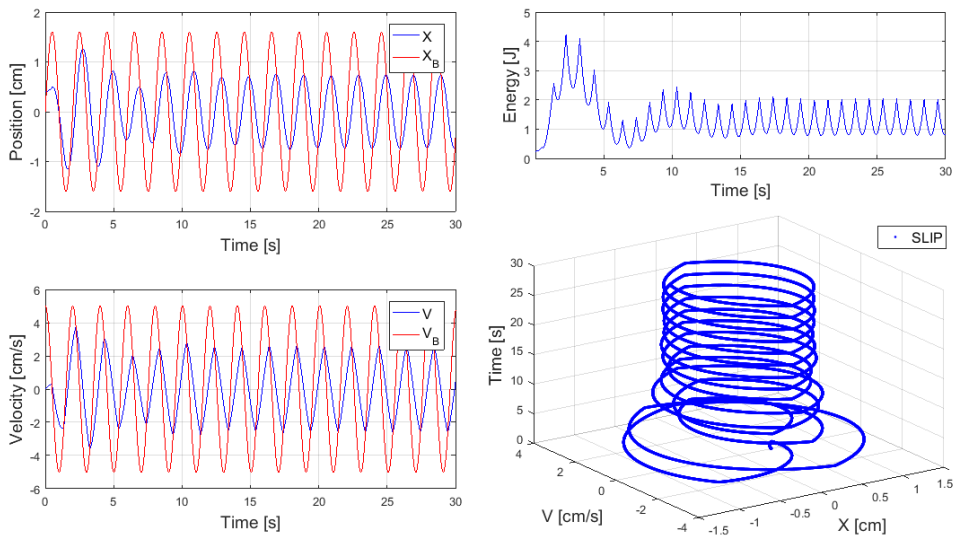 2
1
0
-1
-2
Position [cm]
0 5 10 15 20 25 30
Time [s]
X
X_B
5
4
3
2
1
0
Energy [J]
0 5 10 15 20 25 30
Time [s]
6
4
2
0
-2
-4
-6
Velocity [cm/s]
0 5 10 15 20 25 30
Time [s]
V
V_B
SLIP
30
25
20
15
10
5
0
Time [s]
4
2
0
-2
-4
V [cm/s]
-1.5 -1 -0.5 0 0.5 1 1.5
X [cm]